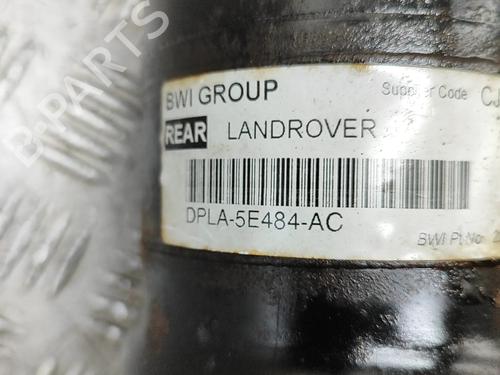 BWI GROUP
Supplier Code
REAR LANDROVER
DPLA-5E484-AC
BWI Pt No
B-PARTS